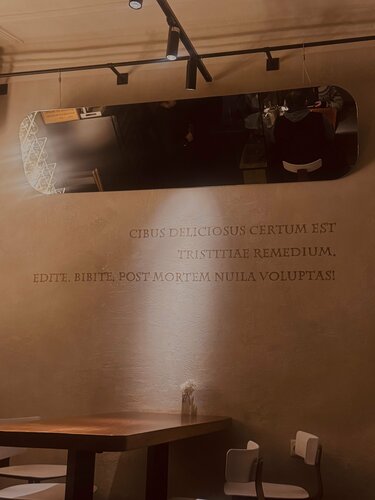 CIBUS DELICIOSUS CERTUM EST
TRISTITIAE REMEDIUM.
EDITE, BIBITE, POST MORTEM NULLA VOLUPTAS!